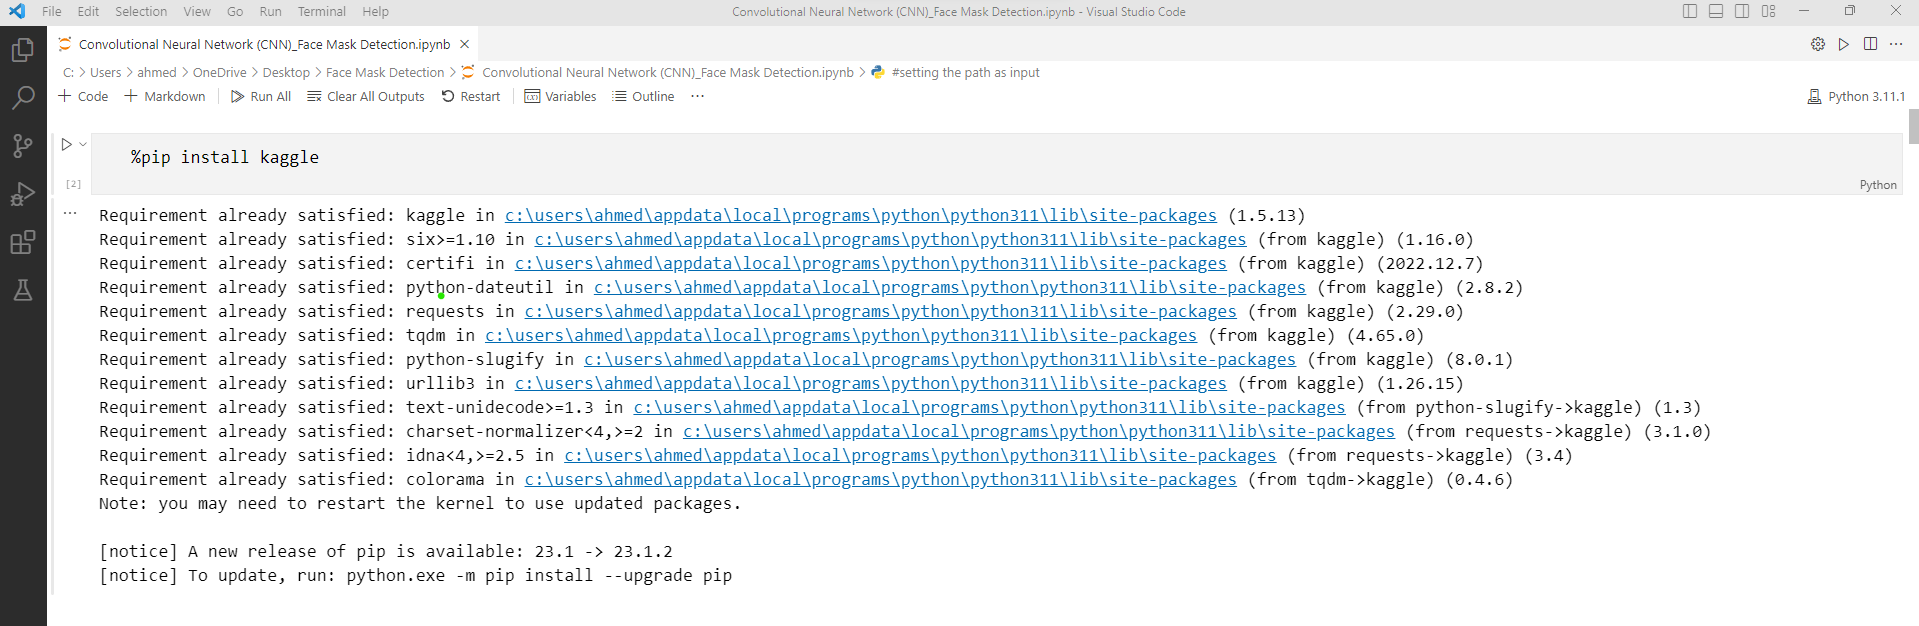 File Edit Selection View Go Run Terminal Help Convolutional Neural Network (CNN)_Face Mask Detection.ipynb - Visual Studio Code
Convolutional Neural Network (CNN)_Face Mask Detection.ipynb
C: > Users > ahmed > OneDrive > Desktop > Face Mask Detection > Convolutional Neural Network (CNN)_Face Mask Detection.ipynb > #setting the path as input
+ Code + Markdown Run All Clear All Outputs Restart Variables Outline ... Python 3.11.1
%pip install kaggle
[2] Python
Requirement already satisfied: kaggle in c:\users\ahmed\appdata\local\programs\python\python311\lib\site-packages (1.5.13)
Requirement already satisfied: six>=1.10 in c:\users\ahmed\appdata\local\programs\python\python311\lib\site-packages (from kaggle) (1.16.0)
Requirement already satisfied: certifi in c:\users\ahmed\appdata\local\programs\python\python311\lib\site-packages (from kaggle) (2022.12.7)
Requirement already satisfied: python-dateutil in c:\users\ahmed\appdata\local\programs\python\python311\lib\site-packages (from kaggle) (2.8.2)
Requirement already satisfied: requests in c:\users\ahmed\appdata\local\programs\python\python311\lib\site-packages (from kaggle) (2.29.0)
Requirement already satisfied: tqdm in c:\users\ahmed\appdata\local\programs\python\python311\lib\site-packages (from kaggle) (4.65.0)
Requirement already satisfied: python-slugify in c:\users\ahmed\appdata\local\programs\python\python311\lib\site-packages (from kaggle) (8.0.1)
Requirement already satisfied: urllib3 in c:\users\ahmed\appdata\local\programs\python\python311\lib\site-packages (from kaggle) (1.26.15)
Requirement already satisfied: text-unidecode>=1.3 in c:\users\ahmed\appdata\local\programs\python\python311\lib\site-packages (from python-slugify->kaggle) (1.3)
Requirement already satisfied: charset-normalizer<4,>=2 in c:\users\ahmed\appdata\local\programs\python\python311\lib\site-packages (from requests->kaggle) (3.1.0)
Requirement already satisfied: idna<4,>=2.5 in c:\users\ahmed\appdata\local\programs\python\python311\lib\site-packages (from requests->kaggle) (3.4)
Requirement already satisfied: colorama in c:\users\ahmed\appdata\local\programs\python\python311\lib\site-packages (from tqdm->kaggle) (0.4.6)
Note: you may need to restart the kernel to use updated packages.
[notice] A new release of pip is available: 23.1 -> 23.1.2
[notice] To update, run: python.exe -m pip install --upgrade pip